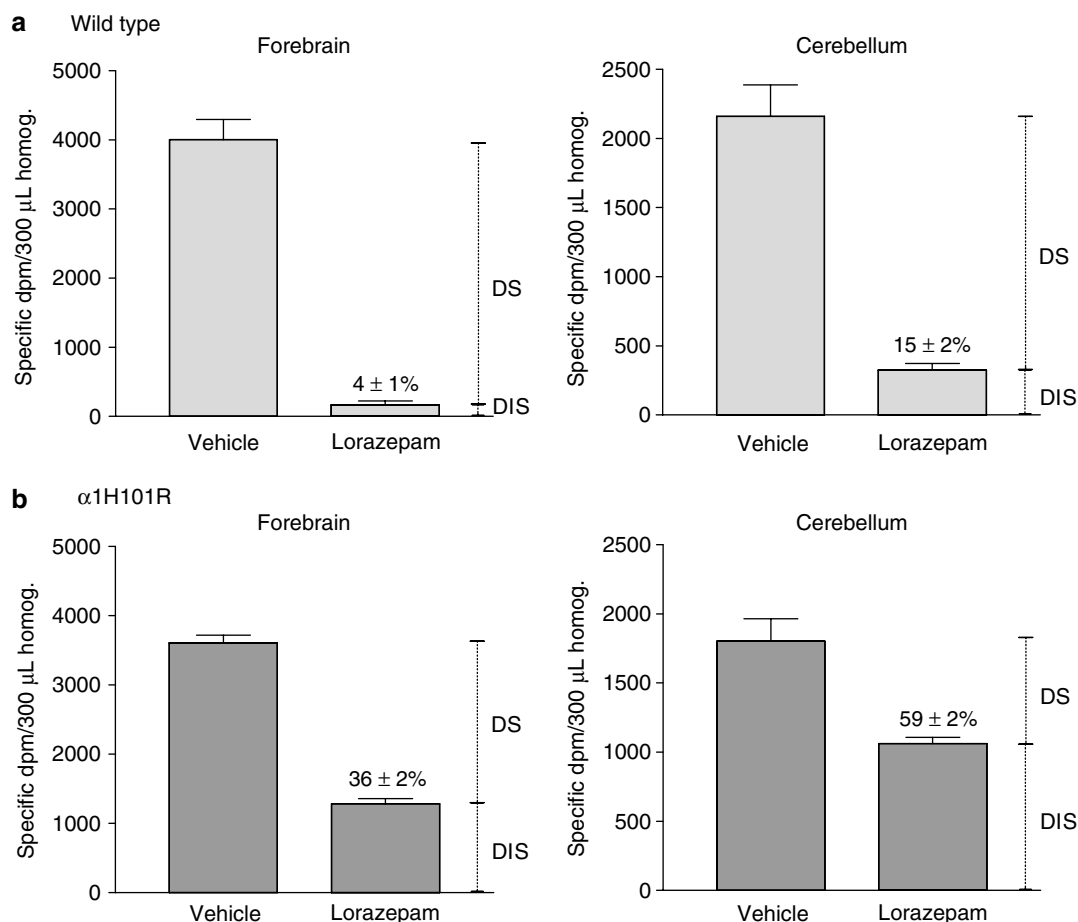 a Wild type
Forebrain
Specific dpm/300 μL homog.
5000
4000
3000
2000
1000
0
4 ± 1%
DS
DIS
Vehicle Lorazepam
Cerebellum
Specific dpm/300 μL homog.
2500
2000
1500
1000
500
0
15 ± 2%
DS
DIS
Vehicle Lorazepam
b α1H101R
Forebrain
Specific dpm/300 μL homog.
5000
4000
3000
2000
1000
0
36 ± 2%
DS
DIS
Vehicle Lorazepam
Cerebellum
Specific dpm/300 μL homog.
2500
2000
1500
1000
500
0
59 ± 2%
DS
DIS
Vehicle Lorazepam